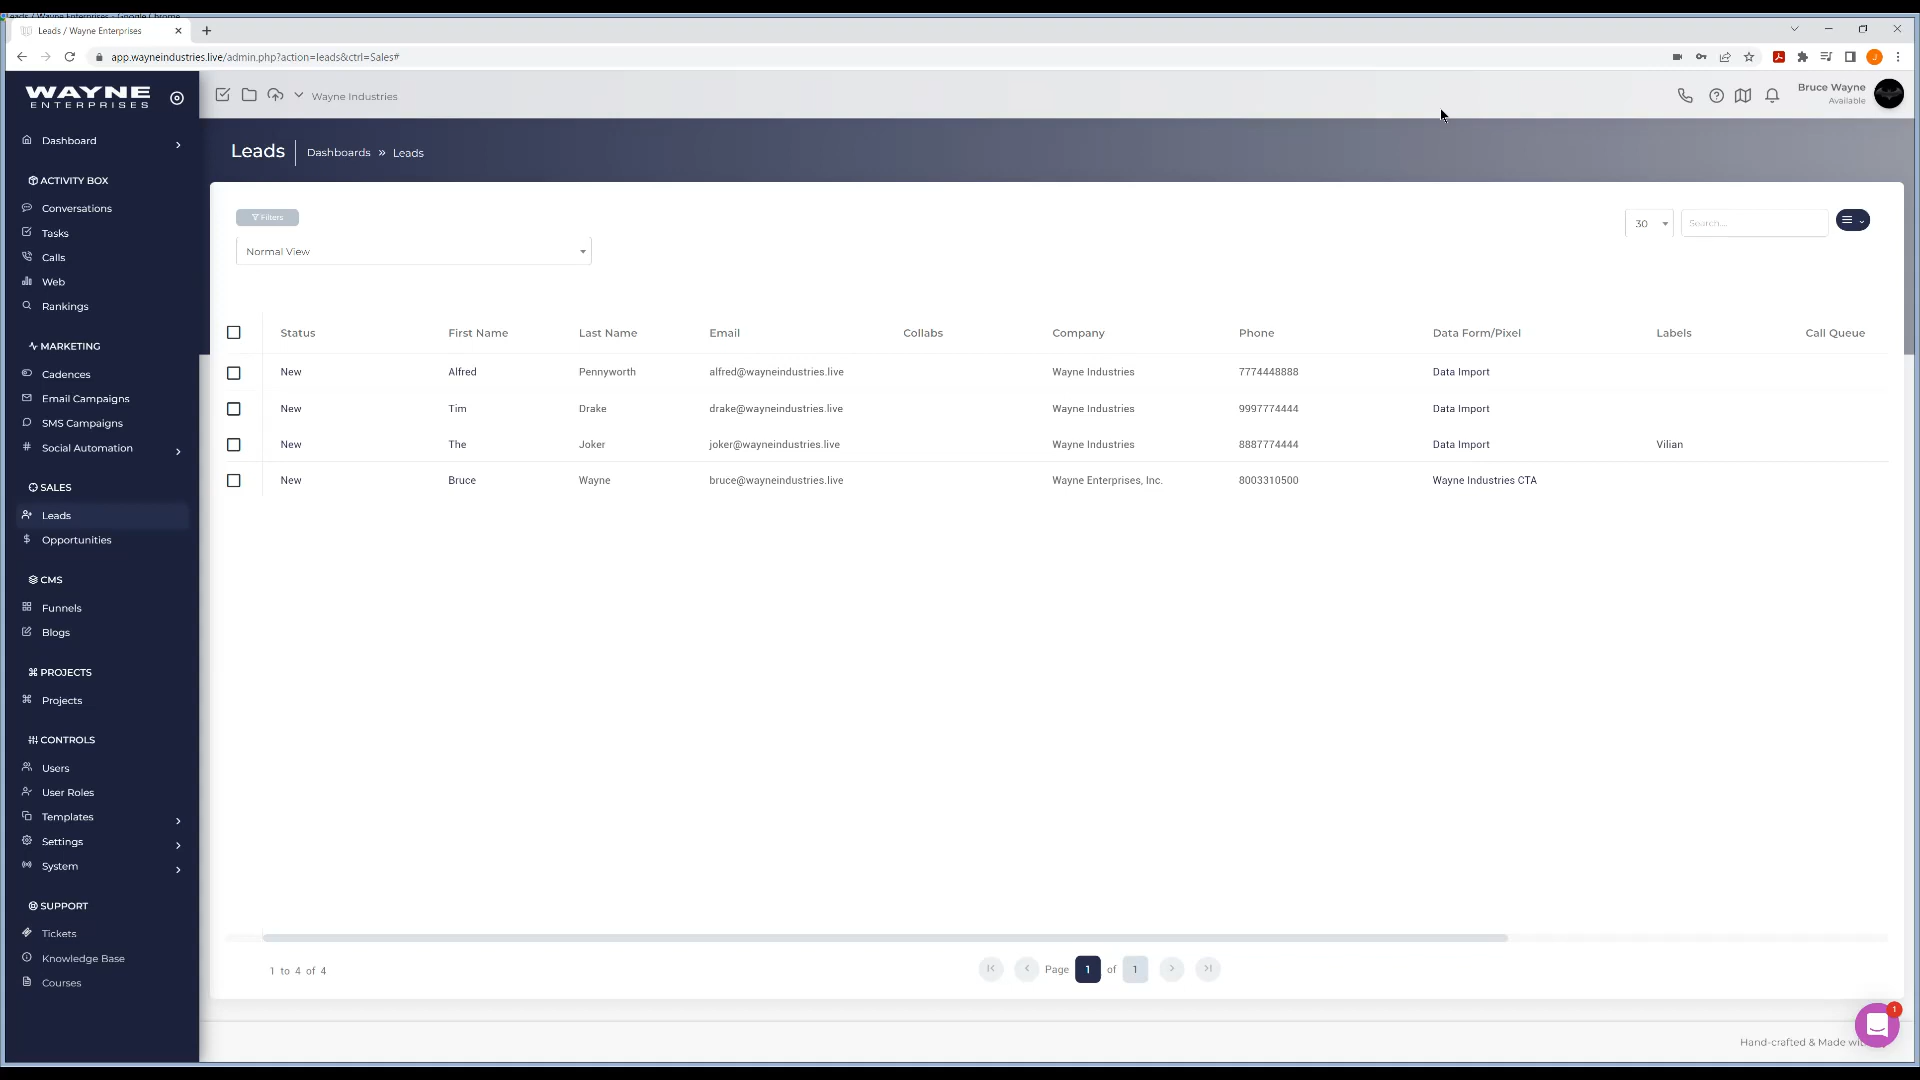 Leads / Wayne Enterprises - Google Chrome
Leads / Wayne Enterprises
app.wayneindustries.live/admin.php?action=leads&ctrl=Sales#
J
WAYNE
ENTERPRISES
Wayne Industries
Bruce Wayne
Available
Dashboard
ACTIVITY BOX
Conversations
Tasks
Calls
Web
Rankings
MARKETING
Cadences
Email Campaigns
SMS Campaigns
Social Automation
SALES
Leads
Opportunities
CMS
Funnels
Blogs
PROJECTS
Projects
CONTROLS
Users
User Roles
Templates
Settings
System
SUPPORT
Tickets
Knowledge Base
Courses
Leads Dashboards » Leads
Filters
Normal View
30 Search...
Status First Name Last Name Email Collabs Company Phone Data Form/Pixel Labels Call Queue
New Alfred Pennyworth alfred@wayneindustries.live Wayne Industries 7774448888 Data Import
New Tim Drake drake@wayneindustries.live Wayne Industries 9997774444 Data Import
New The Joker joker@wayneindustries.live Wayne Industries 8887774444 Data Import Vilian
New Bruce Wayne bruce@wayneindustries.live Wayne Enterprises, Inc. 8003310500 Wayne Industries CTA
1 to 4 of 4
Page 1 of 1
1
Hand-crafted & Made